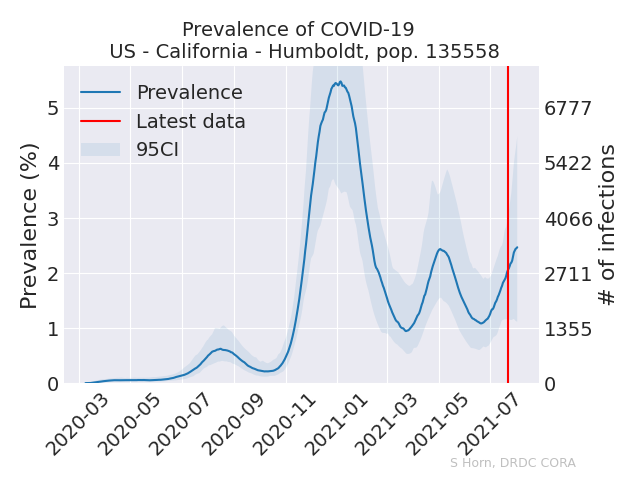 Prevalence of COVID-19
US - California - Humboldt, pop. 135558
Prevalence (%)
5
4
3
2
1
0
Prevalence
Latest data
95CI
6777
5422
4066
2711
1355
0
# of infections
2020-03
2020-05
2020-07
2020-09
2020-11
2021-01
2021-03
2021-05
2021-07
S Horn, DRDC CORA